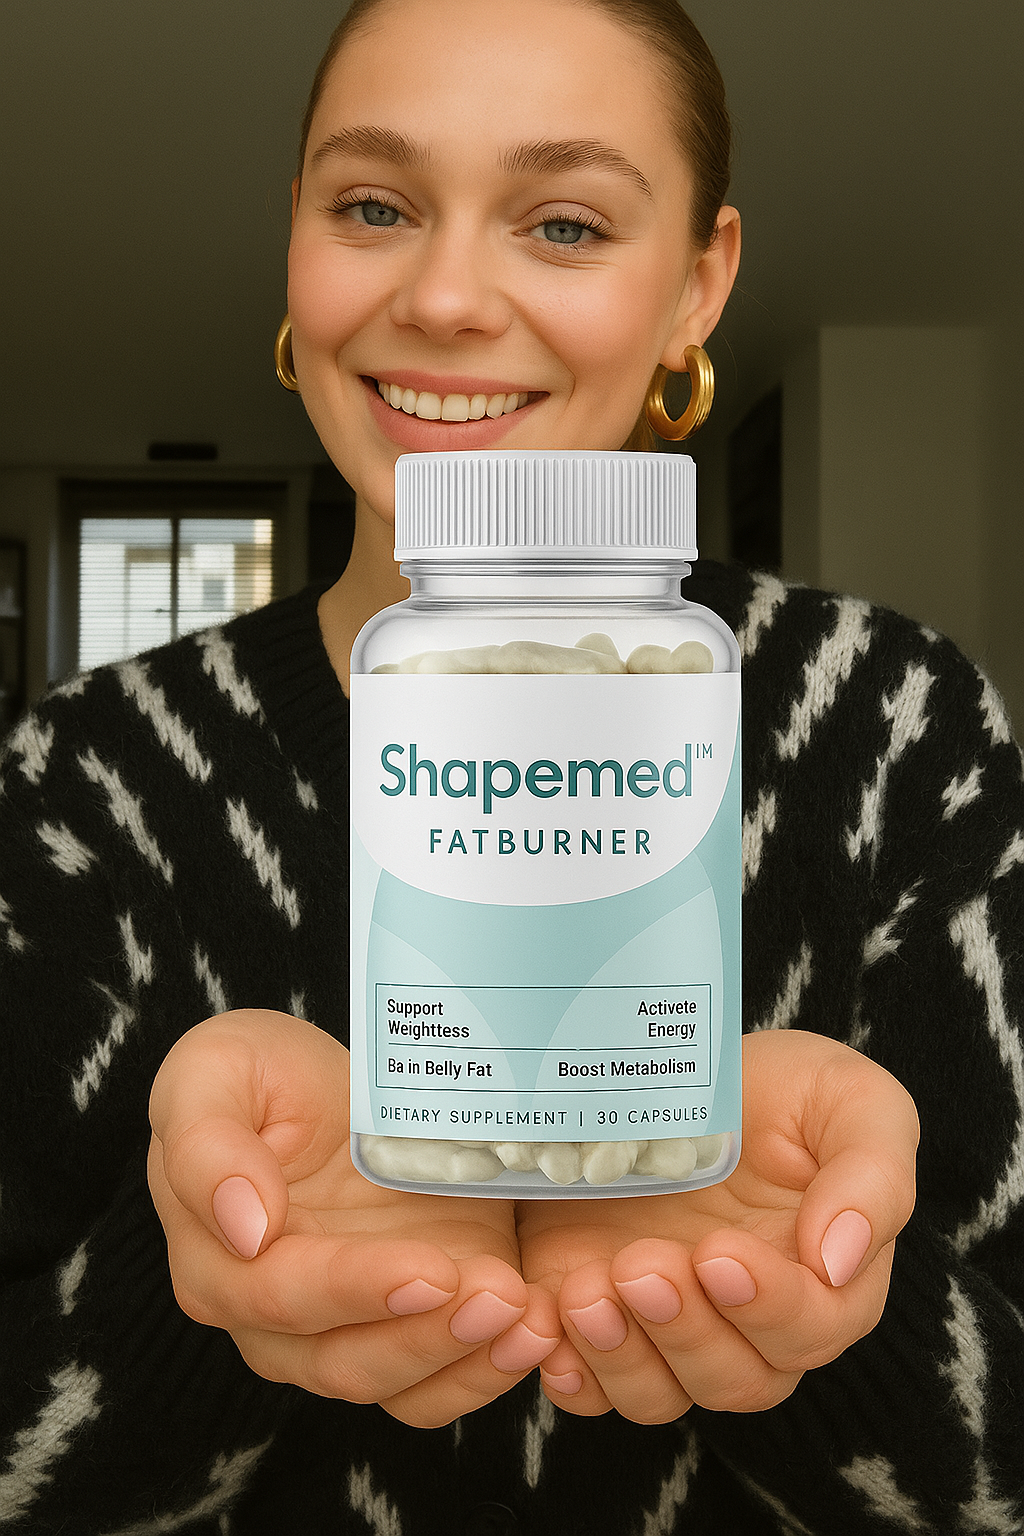 Shapemed™
FATBURNER
Support
Weighttess
Activete
Energy
Ba in Belly Fat
Boost Metabolism
DIETARY SUPPLEMENT | 30 CAPSULES